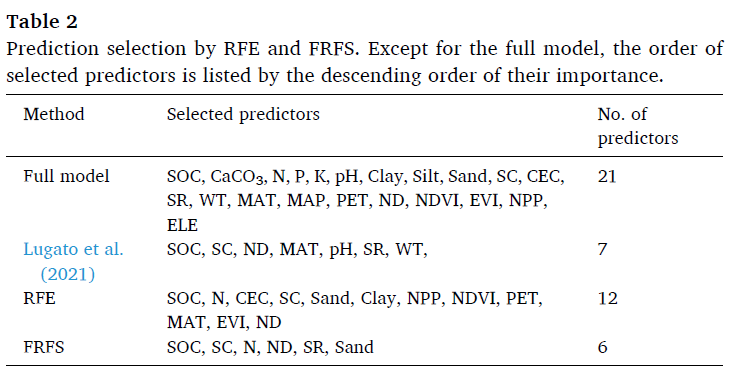 Table 2
Prediction selection by RFE and FRFS. Except for the full model, the order of
selected predictors is listed by the descending order of their importance.
Method Selected predictors No. of
predictors
Full model SOC, CaCO₃, N, P, K, pH, Clay, Silt, Sand, SC, CEC, 21
SR, WT, MAT, MAP, PET, ND, NDVI, EVI, NPP,
ELE
Lugato et al. SOC, SC, ND, MAT, pH, SR, WT, 7
(2021)
RFE SOC, N, CEC, SC, Sand, Clay, NPP, NDVI, PET, 12
MAT, EVI, ND
FRFS SOC, SC, N, ND, SR, Sand 6